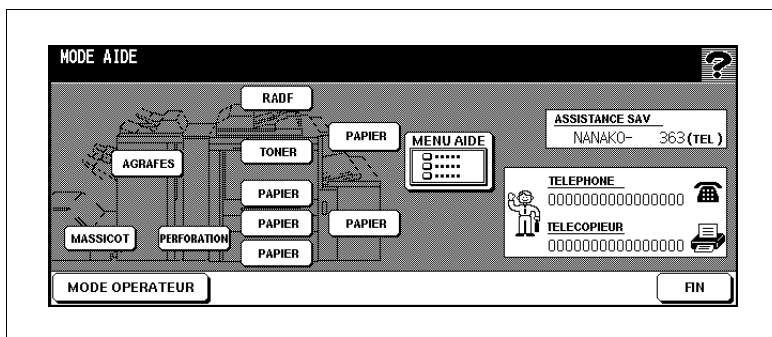 MODE AIDE
?
RADF
PAPIER
MENU AIDE
ASSISTANCE SAV
NANAKO- 363 (TEL)
AGRAFES
TONER
PAPIER
TELEPHONE
0000000000000000
PAPIER
PAPIER
TELECOPIEUR
0000000000000000
MASSICOT
PERFORATION
PAPIER
MODE OPERATEUR
FIN